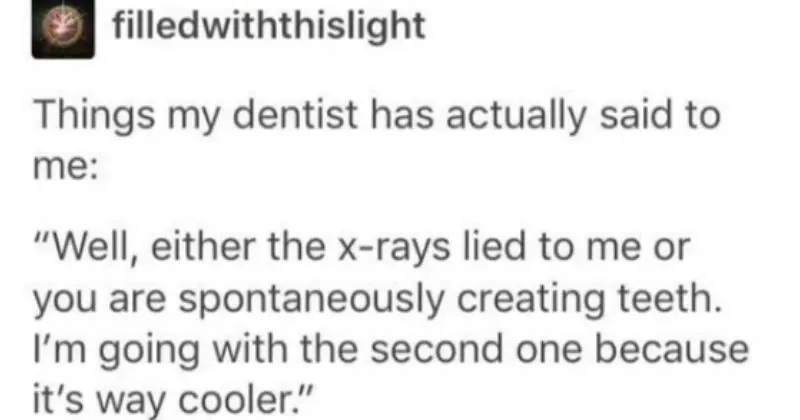 filledwiththislight
Things my dentist has actually said to
me:
“Well, either the x-rays lied to me or
you are spontaneously creating teeth.
I’m going with the second one because
it’s way cooler.”